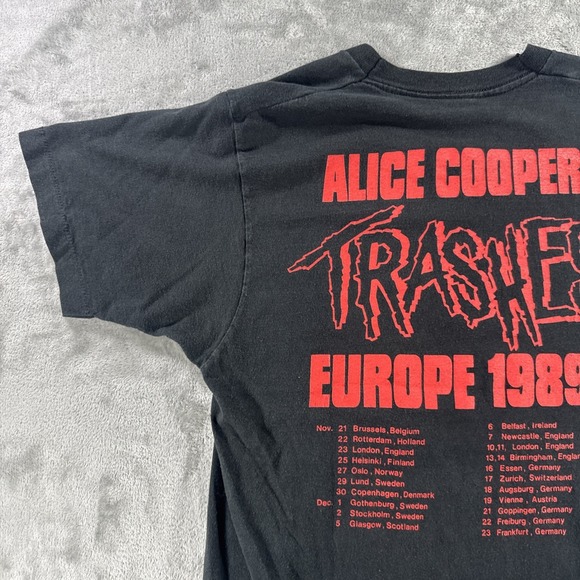 ALICE COOPER
TRASHES
EUROPE 1989
Nov. 21 Brussels, Belgium
22 Rotterdam, Holland
23 London, England
25 Helsinki, Finland
27 Oslo, Norway
29 Lund, Sweden
30 Copenhagen, Denmark
Dec. 1 Gothenburg, Sweden
2 Stockholm, Sweden
5 Glasgow, Scotland
6 Belfast, Ireland
7 Newcastle, England
10,11, London, England
13,14 Birmingham, Englan
16 Essen, Germany
17 Zurich, Switzerland
18 Augsburg, Germany
19 Vienna, Austria
21 Goppingen, Germany
22 Freiburg, Germany
23 Frankfurt, Germany